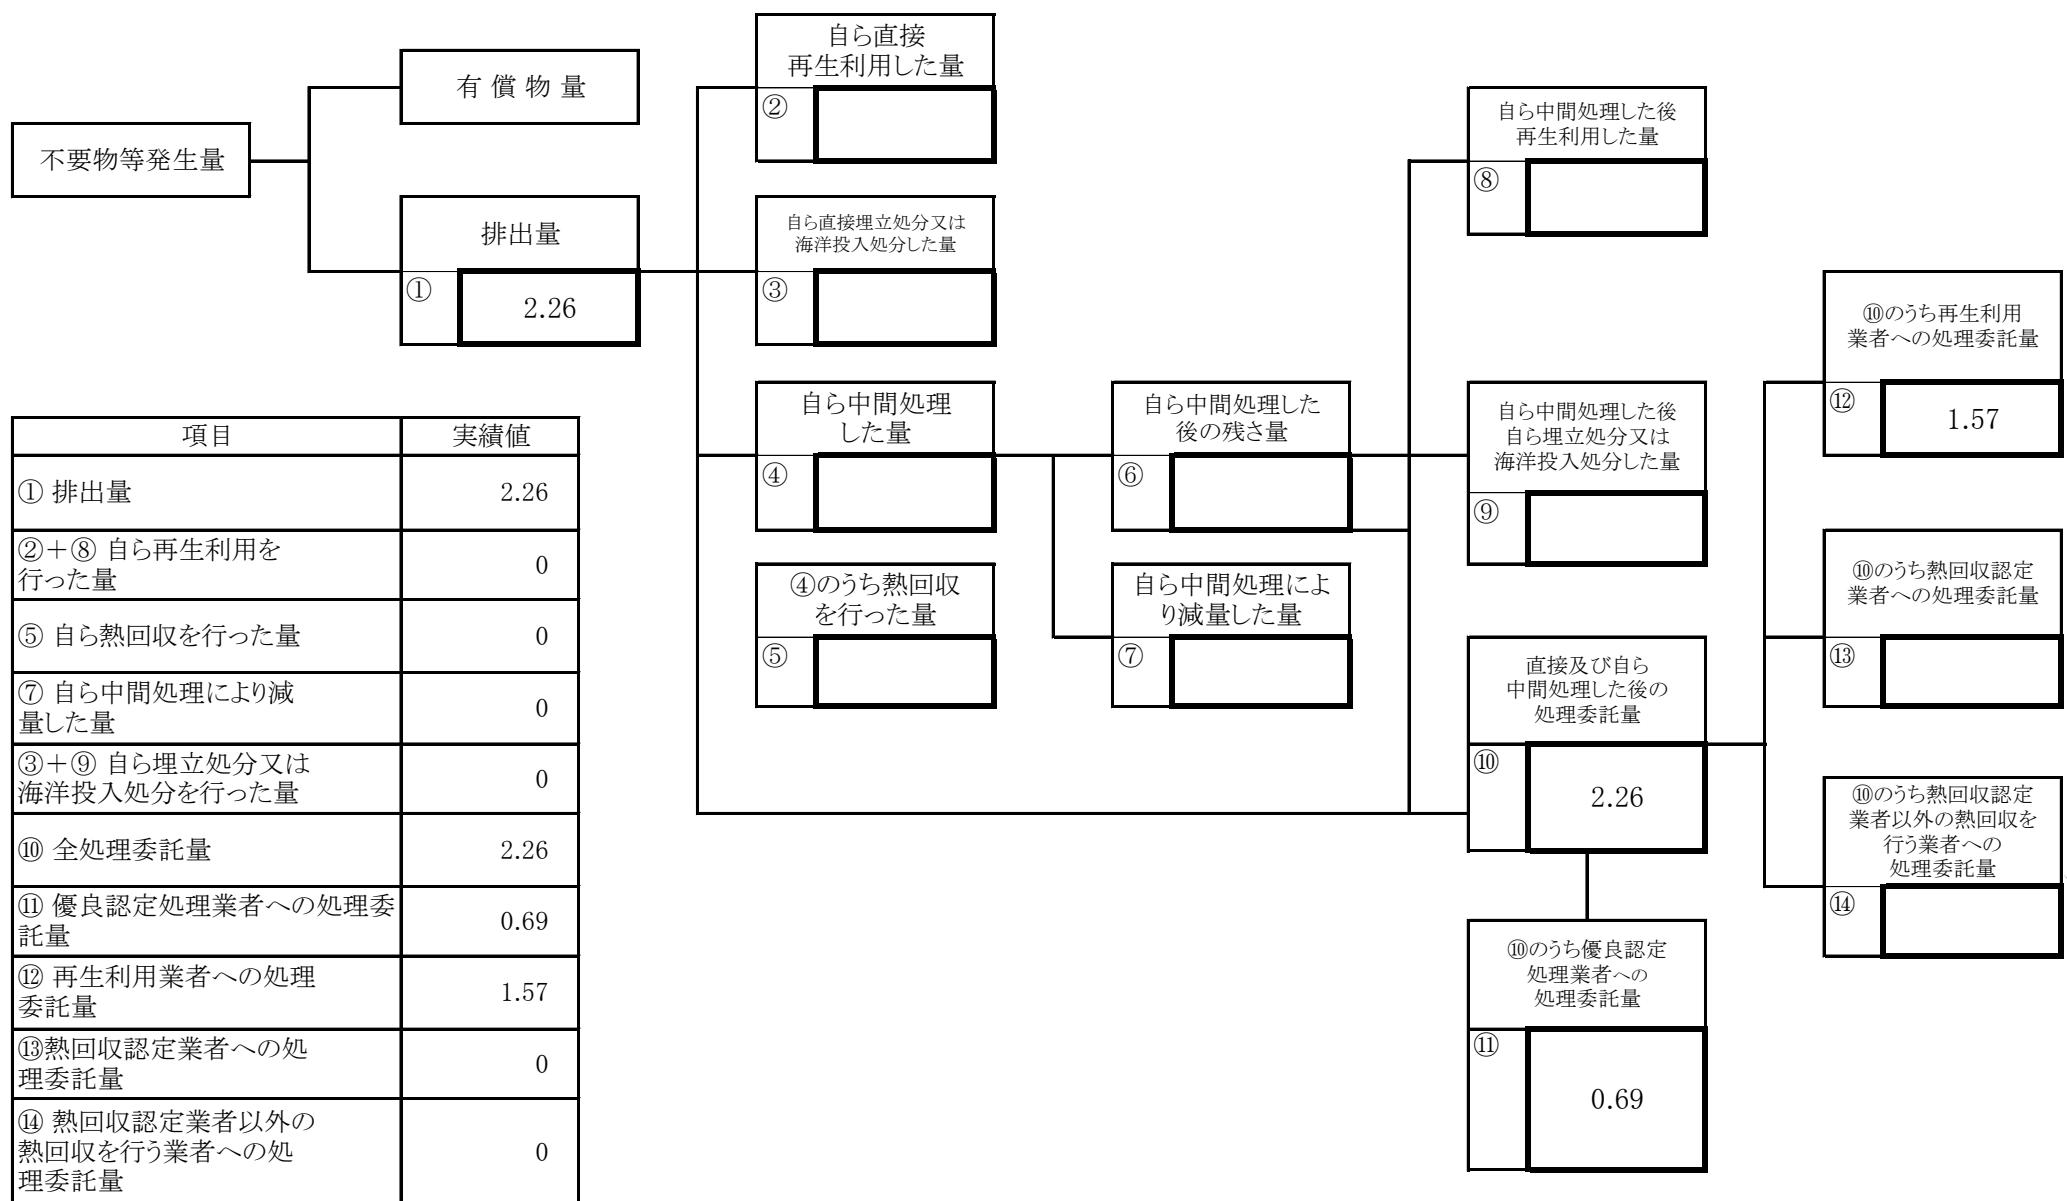 不要物等発生量
有 償 物 量
排出量
①
2.26
自ら直接
再生利用した量
②
自ら直接埋立処分又は
海洋投入処分した量
③
自ら中間処理
した量
④
④のうち熱回収
を行った量
⑤
自ら中間処理した
後の残さ量
⑥
自ら中間処理によ
り減量した量
⑦
自ら中間処理した後
再生利用した量
⑧
自ら中間処理した後
自ら埋立処分又は
海洋投入処分した量
⑨
直接及び自ら
中間処理した後の
処理委託量
⑩
2.26
⑩のうち優良認定
処理業者への
処理委託量
⑪
0.69
⑩のうち再生利用
業者への処理委託量
⑫
1.57
⑩のうち熱回収認定
業者への処理委託量
⑬
⑩のうち熱回収認定
業者以外の熱回収を
行う業者への
処理委託量
⑭
項目 実績値
① 排出量 2.26
②＋⑧ 自ら再生利用を
行った量 0
⑤ 自ら熱回収を行った量 0
⑦ 自ら中間処理により減
量した量 0
③＋⑨ 自ら埋立処分又は
海洋投入処分を行った量 0
⑩ 全処理委託量 2.26
⑪ 優良認定処理業者への処理委
託量 0.69
⑫ 再生利用業者への処理
委託量 1.57
⑬熱回収認定業者への処
理委託量 0
⑭ 熱回収認定業者以外の
熱回収を行う業者への処
理委託量 0